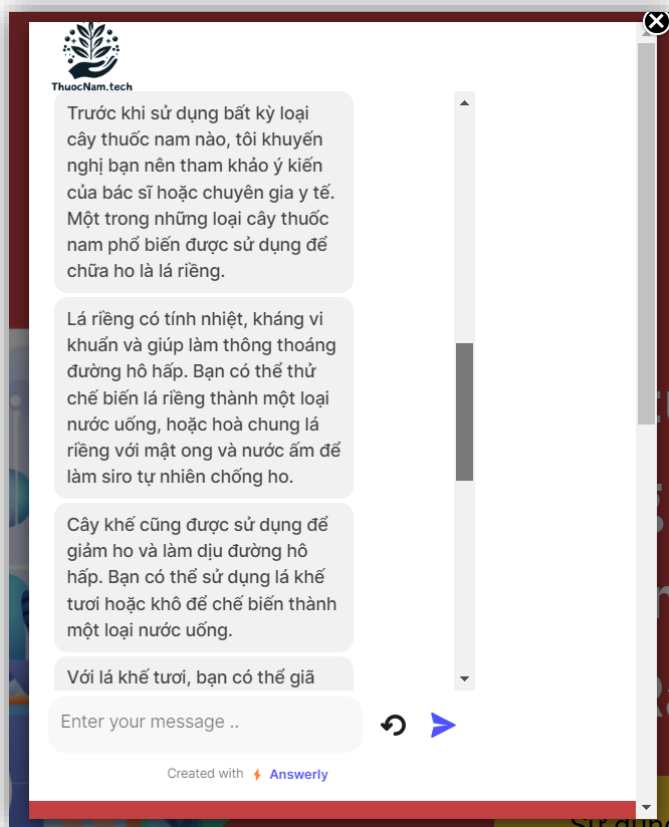 ThuocNam.tech
Trước khi sử dụng bất kỳ loại
cây thuốc nam nào, tôi khuyến
nghị bạn nên tham khảo ý kiến
của bác sĩ hoặc chuyên gia y tế.
Một trong những loại cây thuốc
nam phổ biến được sử dụng để
chữa ho là lá riềng.
Lá riềng có tính nhiệt, kháng vi
khuẩn và giúp làm thông thoáng
đường hô hấp. Bạn có thể thử
chế biến lá riềng thành một loại
nước uống, hoặc hoà chung lá
riềng với mật ong và nước ấm để
làm siro tự nhiên chống ho.
Cây khế cũng được sử dụng để
giảm ho và làm dịu đường hô
hấp. Bạn có thể sử dụng lá khế
tươi hoặc khô để chế biến thành
một loại nước uống.
Với lá khế tươi, bạn có thể giã
Enter your message ..
Created with Answerly